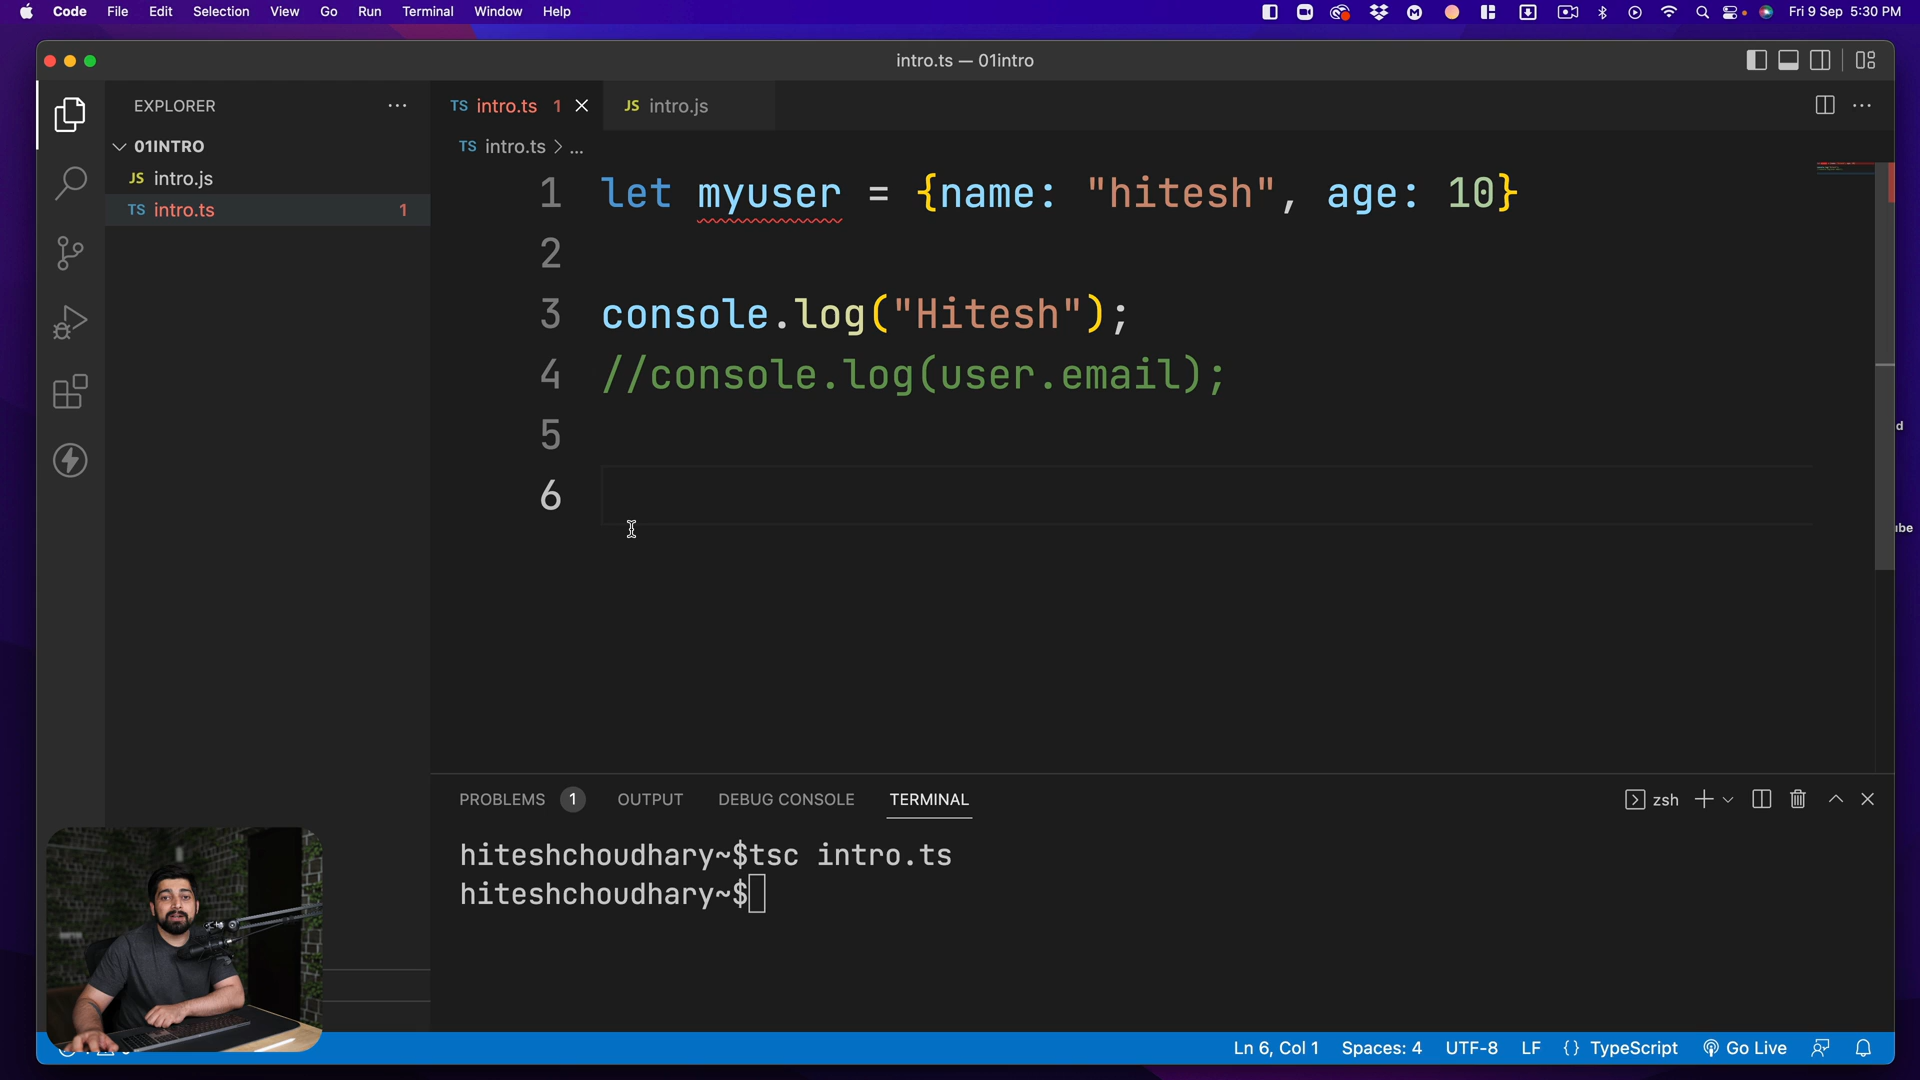 Code File Edit Selection View Go Run Terminal Window Help Fri 9 Sep 5:30 PM
intro.ts — 01intro
EXPLORER
01INTRO
JS intro.js
TS intro.ts 1
TS intro.ts 1
JS intro.js
TS intro.ts > ...
1 let myuser = {name: "hitesh", age: 10}
2
3 console.log("Hitesh");
4 //console.log(user.email);
5
6
d
ube
PROBLEMS 1 OUTPUT DEBUG CONSOLE TERMINAL
zsh
hiteshchoudhary~$tsc intro.ts
hiteshchoudhary~$
Ln 6, Col 1 Spaces: 4 UTF-8 LF {} TypeScript Go Live